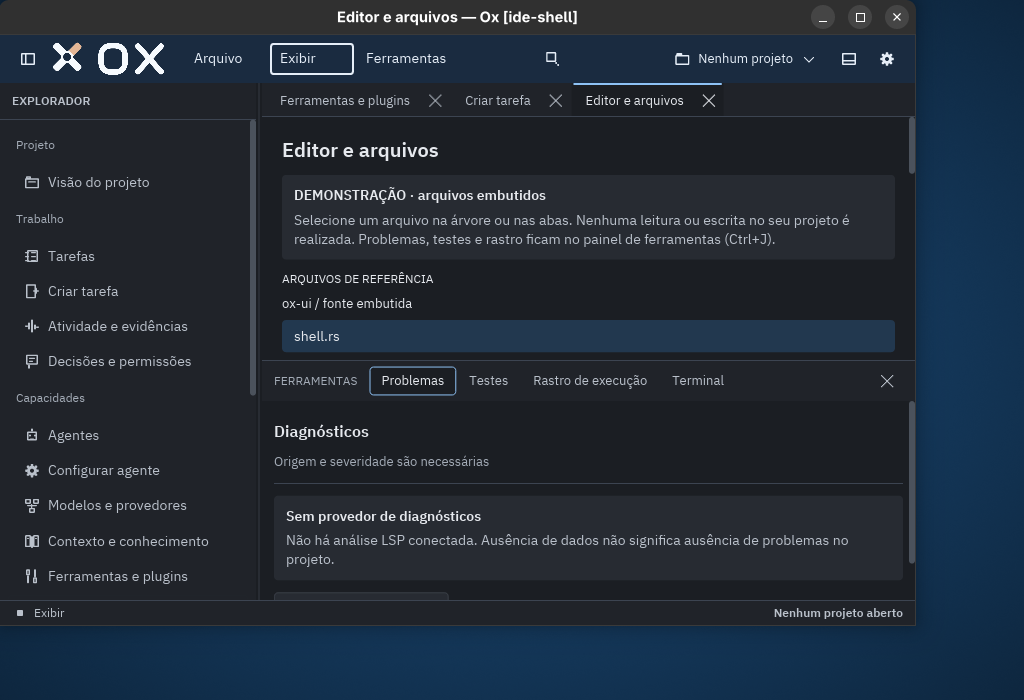 Editor e arquivos — Ox [ide-shell]
OX
Arquivo
Exibir
Ferramentas
Nenhum projeto
EXPLORADOR
Projeto
Visão do projeto
Trabalho
Tarefas
Criar tarefa
Atividade e evidências
Decisões e permissões
Capacidades
Agentes
Configurar agente
Modelos e provedores
Contexto e conhecimento
Ferramentas e plugins
Ferramentas e plugins
Criar tarefa
Editor e arquivos
Editor e arquivos
DEMONSTRAÇÃO · arquivos embutidos
Selecione um arquivo na árvore ou nas abas. Nenhuma leitura ou escrita no seu projeto é
realizada. Problemas, testes e rastro ficam no painel de ferramentas (Ctrl+J).
ARQUIVOS DE REFERÊNCIA
ox-ui / fonte embutida
shell.rs
FERRAMENTAS
Problemas
Testes
Rastro de execução
Terminal
Diagnósticos
Origem e severidade são necessárias
Sem provedor de diagnósticos
Não há análise LSP conectada. Ausência de dados não significa ausência de problemas no
projeto.
Exibir
Nenhum projeto aberto